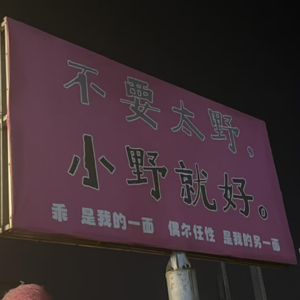 不要太野，
小野就好。
乖 是我的一面 偶尔任性 是我的另一面